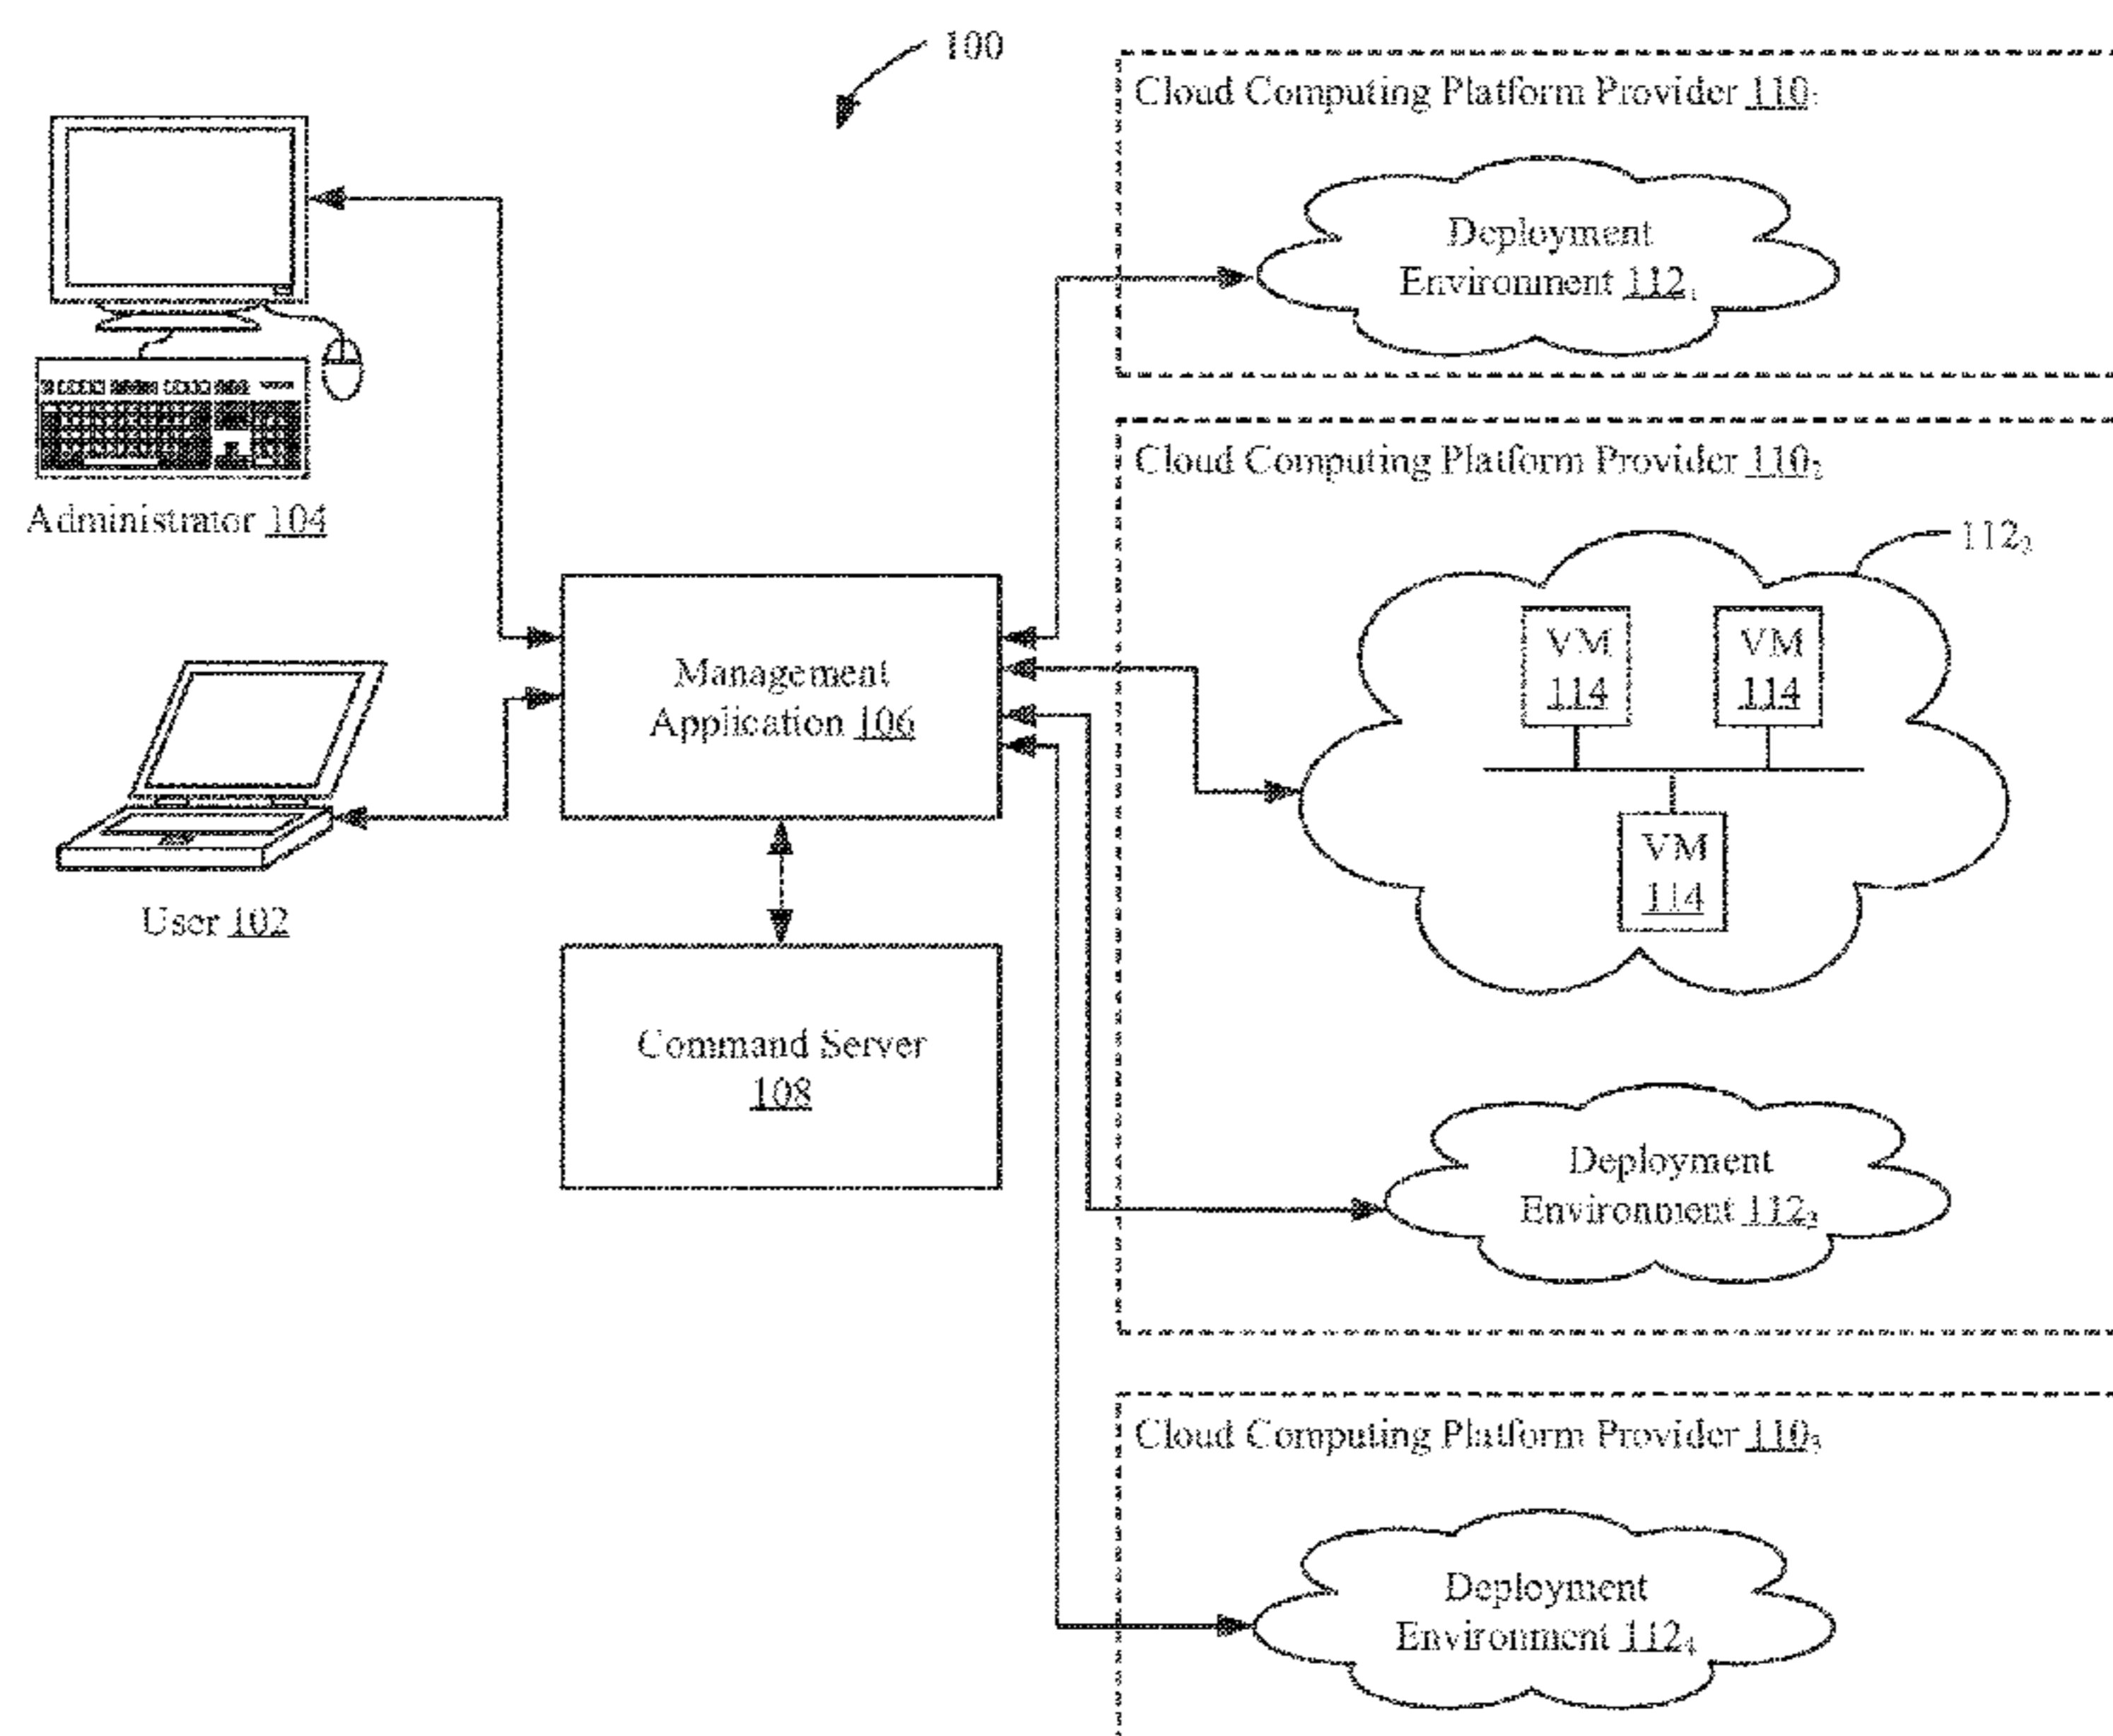 100
Cloud Computing Platform Provider 110₁
Deployment
Environment 112₁
Administrator 104
Cloud Computing Platform Provider 110₂
112₂
VM
114
VM
114
Management
Application 106
VM
114
User 102
Command Server
108
Deployment
Environment 112₃
Cloud Computing Platform Provider 110₃
Deployment
Environment 112₄